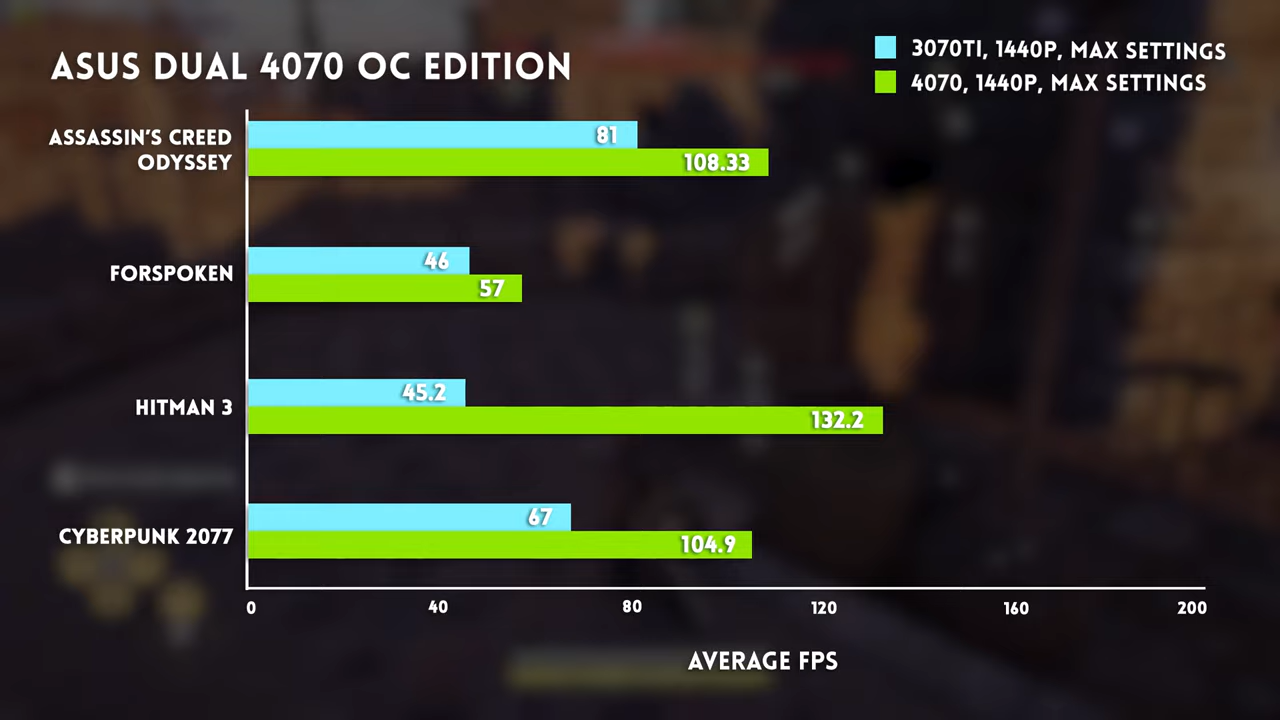 ASUS DUAL 4070 OC EDITION
3070TI, 1440P, MAX SETTINGS
4070, 1440P, MAX SETTINGS
ASSASSIN'S CREED
ODYSSEY
81
108.33
FORSPOKEN
46
57
HITMAN 3
45.2
132.2
CYBERPUNK 2077
67
104.9
0 40 80 120 160 200
AVERAGE FPS